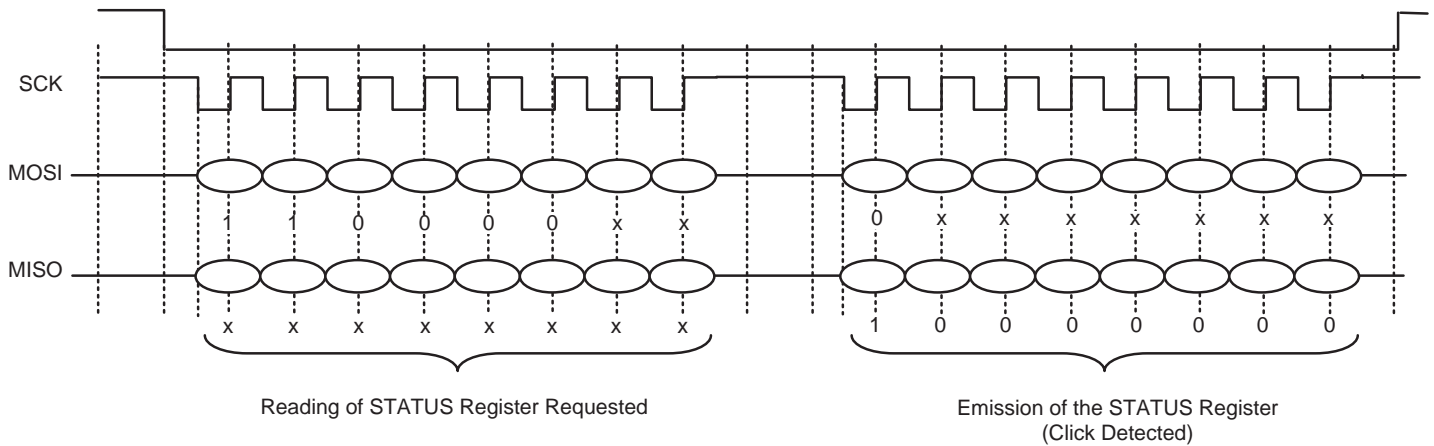 SCK
MOSI
1 1 0 0 0 0 x x
0 x x x x x x x
MISO
x x x x x x x x
1 0 0 0 0 0 0 0
Reading of STATUS Register Requested
Emission of the STATUS Register
(Click Detected)